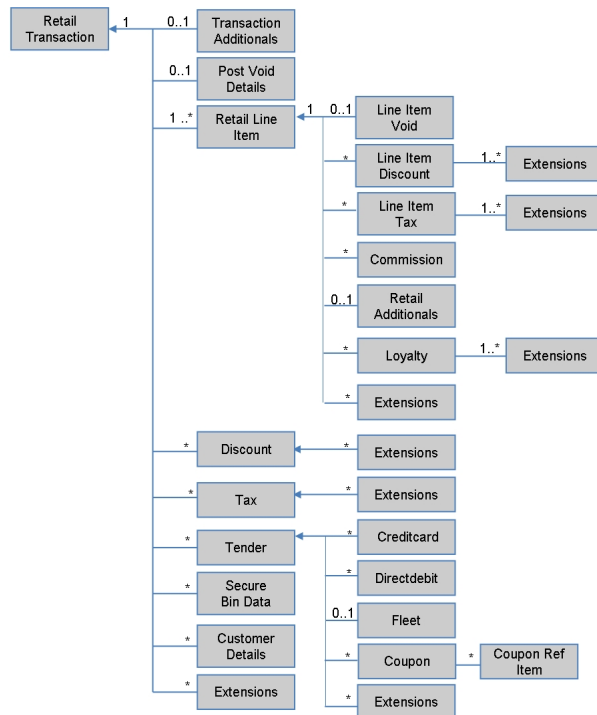 Retail
Transaction
1
0..1
Transaction
Additionals
0..1
Post Void
Details
1 ..*
Retail Line
Item
1
0..1
Line Item
Void
*
Line Item
Discount
1..*
Extensions
*
Line Item
Tax
1..*
Extensions
*
Commission
0..1
Retail
Additionals
*
Loyalty
1..*
Extensions
*
Extensions
*
Discount
*
Extensions
*
Tax
*
Extensions
*
Tender
*
Creditcard
*
Directdebit
*
Secure
Bin Data
0..1
Fleet
*
Customer
Details
*
Coupon
*
Coupon Ref
Item
*
Extensions
*
Extensions